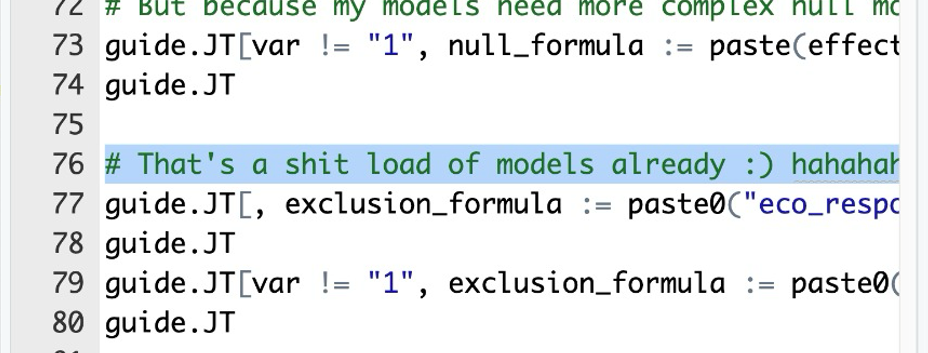 72 # But because my models need more complex null mo
73 guide.JT[var != "1", null_formula := paste(effect
74 guide.JT
75
76 # That's a shit load of models already :) hahahah
77 guide.JT[, exclusion_formula := paste0("eco_respo
78 guide.JT
79 guide.JT[var != "1", exclusion_formula := paste0(
80 guide.JT